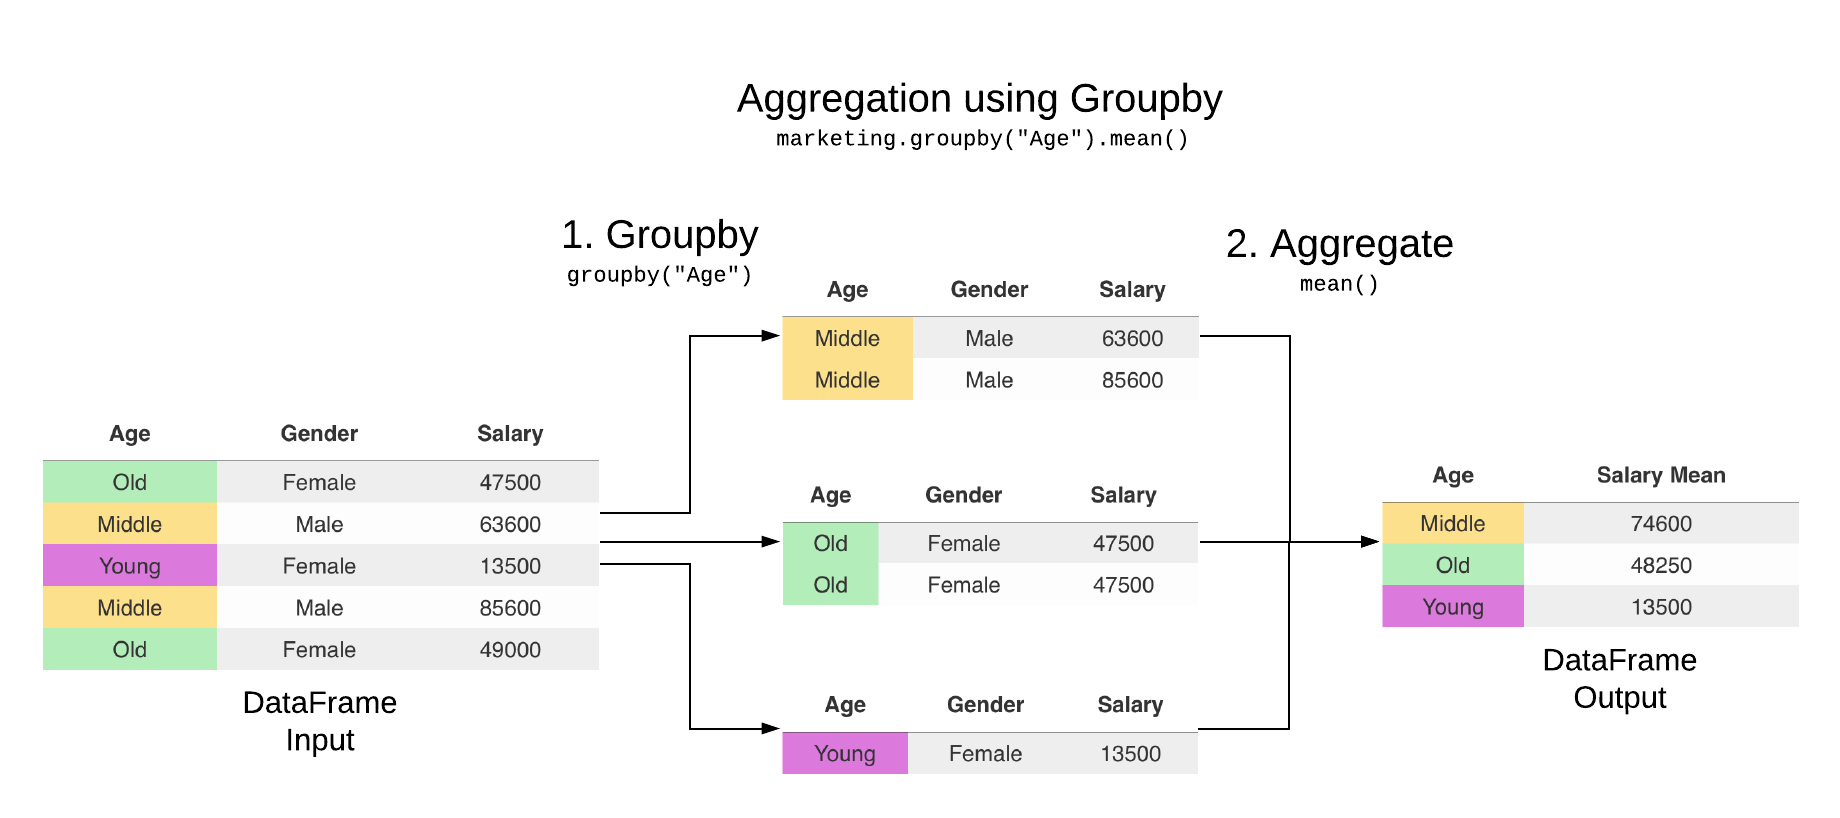 Aggregation using Groupby
marketing.groupby("Age").mean()
1. Groupby
groupby("Age")
2. Aggregate
mean()
Age Gender Salary
Old Female 47500
Middle Male 63600
Young Female 13500
Middle Male 85600
Old Female 49000
DataFrame
Input
Age Gender Salary
Middle Male 63600
Middle Male 85600
Age Gender Salary
Old Female 47500
Old Female 47500
Age Gender Salary
Young Female 13500
Age Salary Mean
Middle 74600
Old 48250
Young 13500
DataFrame
Output